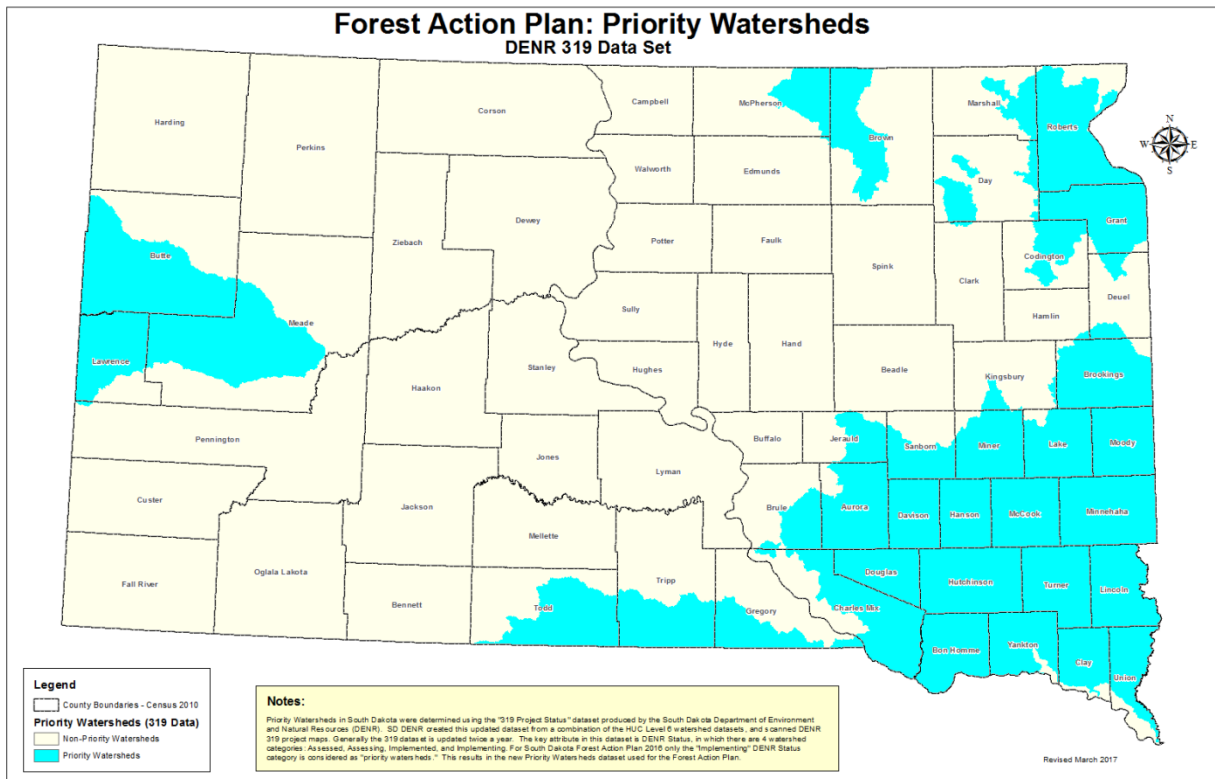 Forest Action Plan: Priority Watersheds
DENR 319 Data Set
Harding
Perkins
Corson
Campbell
McPherson
Brown
Marshall
Roberts
N
W E
S
Walworth
Edmunds
Day
Dewey
Ziebach
Grant
Potter
Faulk
Spink
Codington
Butte
Clark
Deuel
Meade
Sully
Hamlin
Hyde
Hand
Lawrence
Stanley
Hughes
Beadle
Kingsbury
Brookings
Haakon
Pennington
Buffalo
Jerauld
Sanborn
Miner
Lake
Moody
Jones
Lyman
Custer
Jackson
Brule
Aurora
Davison
Hanson
McCook
Minnehaha
Mellette
Fall River
Oglala Lakota
Bennett
Todd
Tripp
Gregory
Douglas
Charles Mix
Hutchinson
Turner
Lincoln
Bon Homme
Yankton
Clay
Union
Legend
County Boundaries - Census 2010
Priority Watersheds (319 Data)
Non-Priority Watersheds
Priority Watersheds
Notes:
Priority Watersheds in South Dakota were determined using the "319 Project Status" dataset produced by the South Dakota Department of Environment
and Natural Resources (DENR). SD DENR created this updated dataset from a combination of the HUC Level 6 watershed datasets, and scanned DENR
319 project maps. Generally the 319 dataset is updated twice a year. The key attribute in this dataset is DENR Status, in which there are 4 watershed
categories: Assessed, Assessing, Implemented, and Implementing. For South Dakota Forest Action Plan 2016 only the "Implementing" DENR Status
category is considered as "priority watersheds." This results in the new Priority Watersheds dataset used for the Forest Action Plan.
Revised March 2017